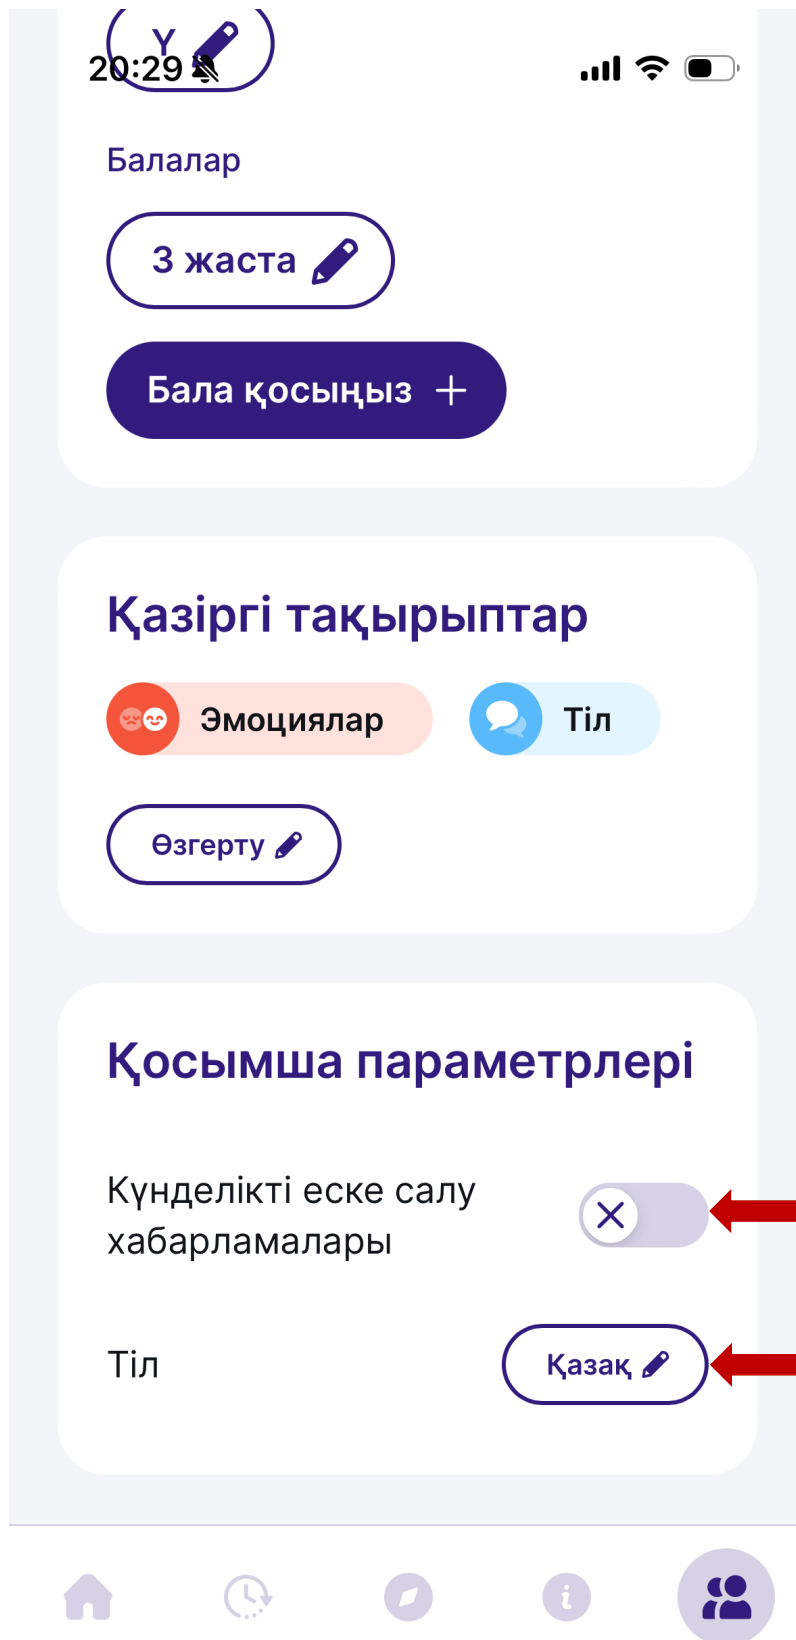 Y
20:29
Балалар
3 жаста
Бала қосыңыз +
Қазіргі тақырыптар
Эмоциялар
Тіл
Өзгерту
Қосымша параметрлері
Күнделікті еске салу
хабарламалары
Тіл
Қазақ